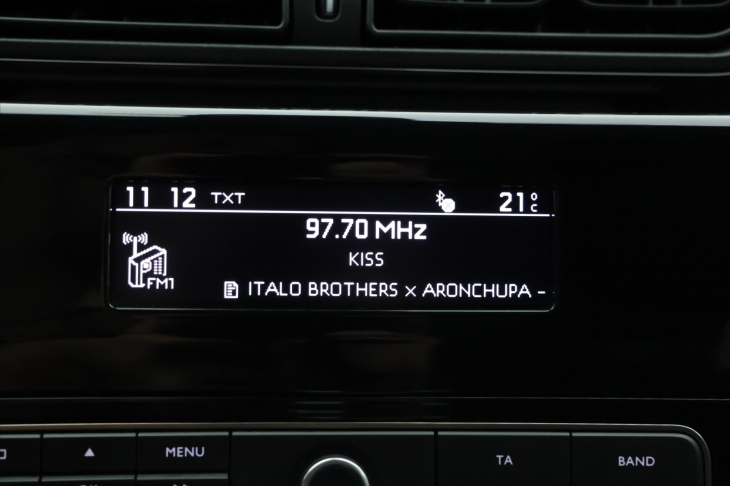 11 12 TXT 21 °C
97.70 MHz
KISS
FM1
ITALO BROTHERS × ARONCHUPA -
MENU
TA
BAND